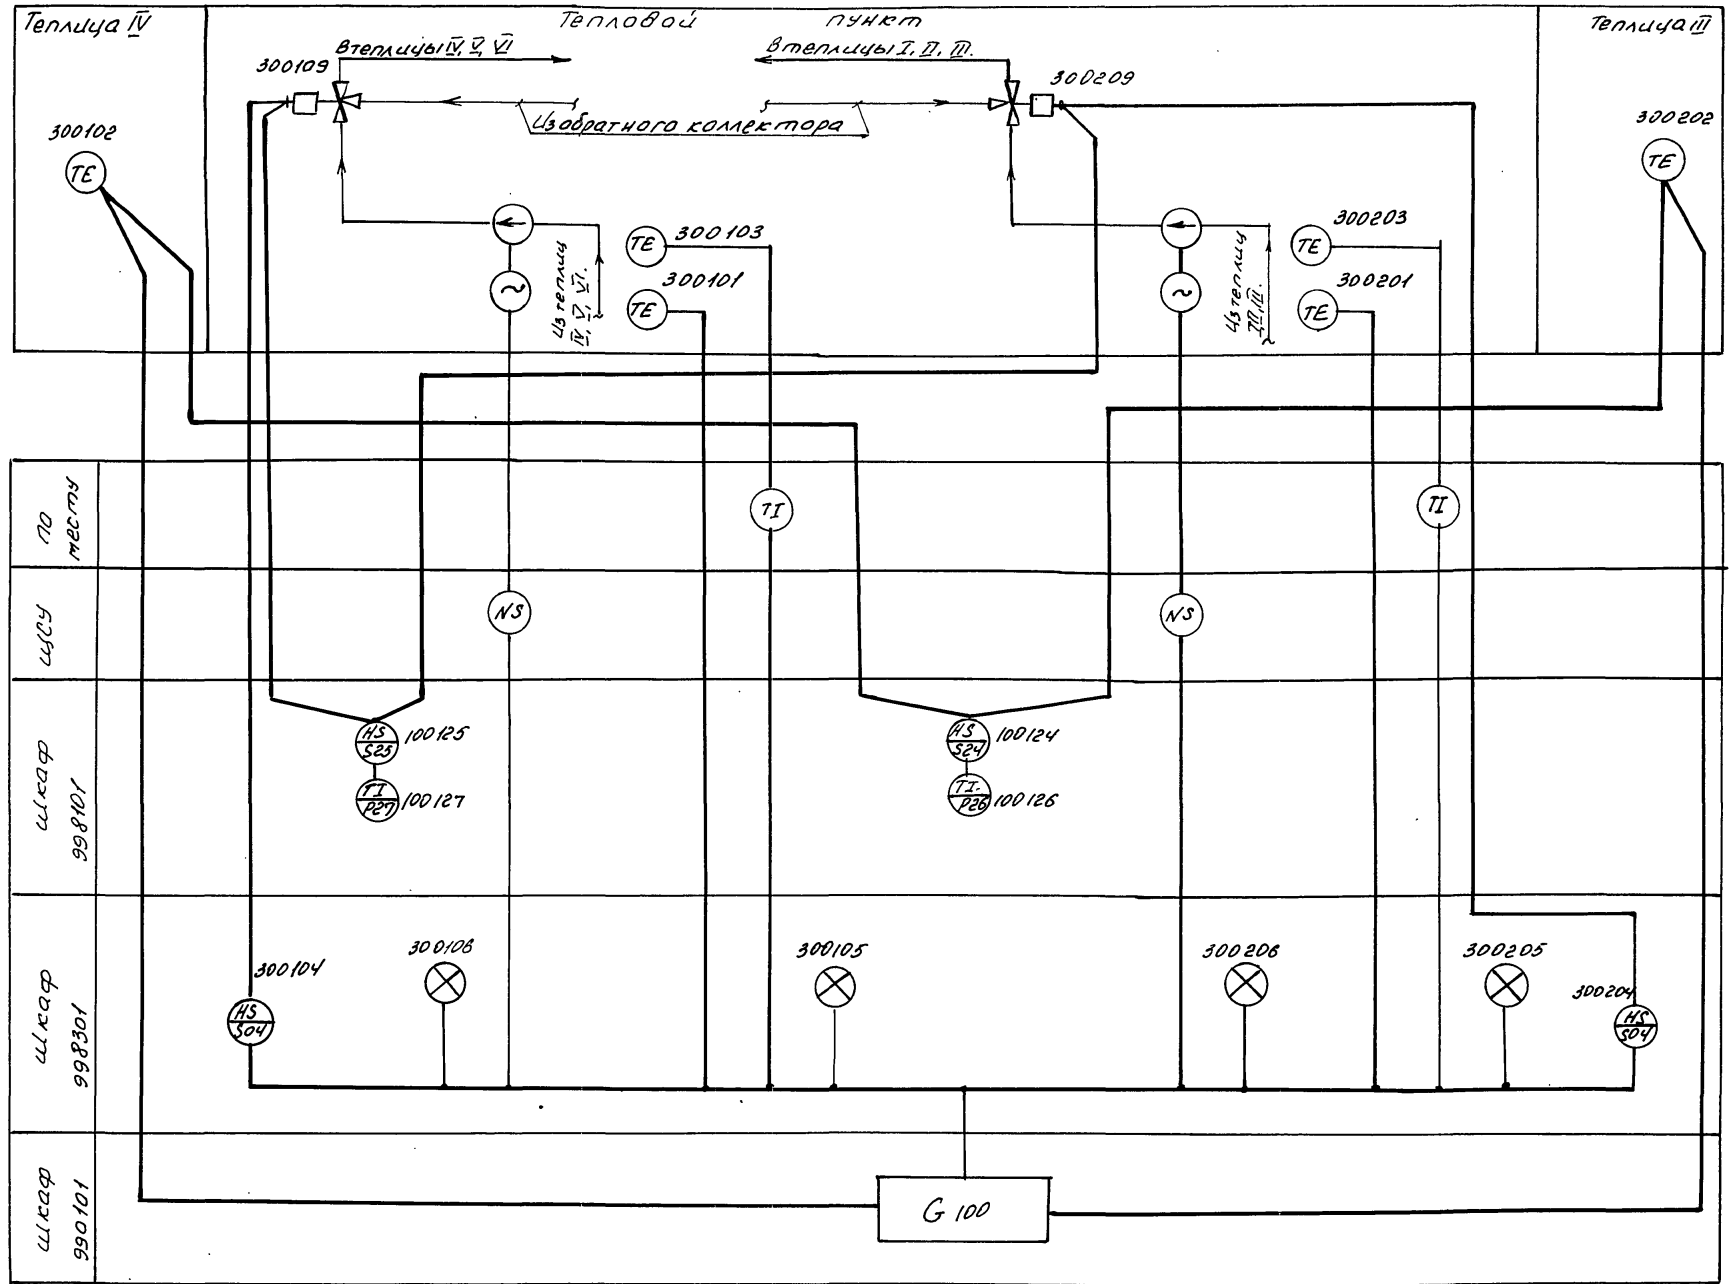 Теплица IV
Тепловой пункт
Теплица III
В теплицы IV, V, VI
В теплицы I, II, III.
300109
300209
Из обратного коллектора
300102
300202
TE
TE
300103
TE
300203
TE
300101
TE
300201
TE
Из теплиц
IV, V, VI.
Из теплиц
I, II, III.
~
~
по
месту
TI
TI
ЩСУ
NS
NS
шкаф
998101
HS
S25
100125
HS
S24
100124
TI
P27
100127
TI
P26
100126
шкаф
998301
300104
300106
300105
300206
300205
300204
HS
S04
HS
S04
шкаф
990101
G 100